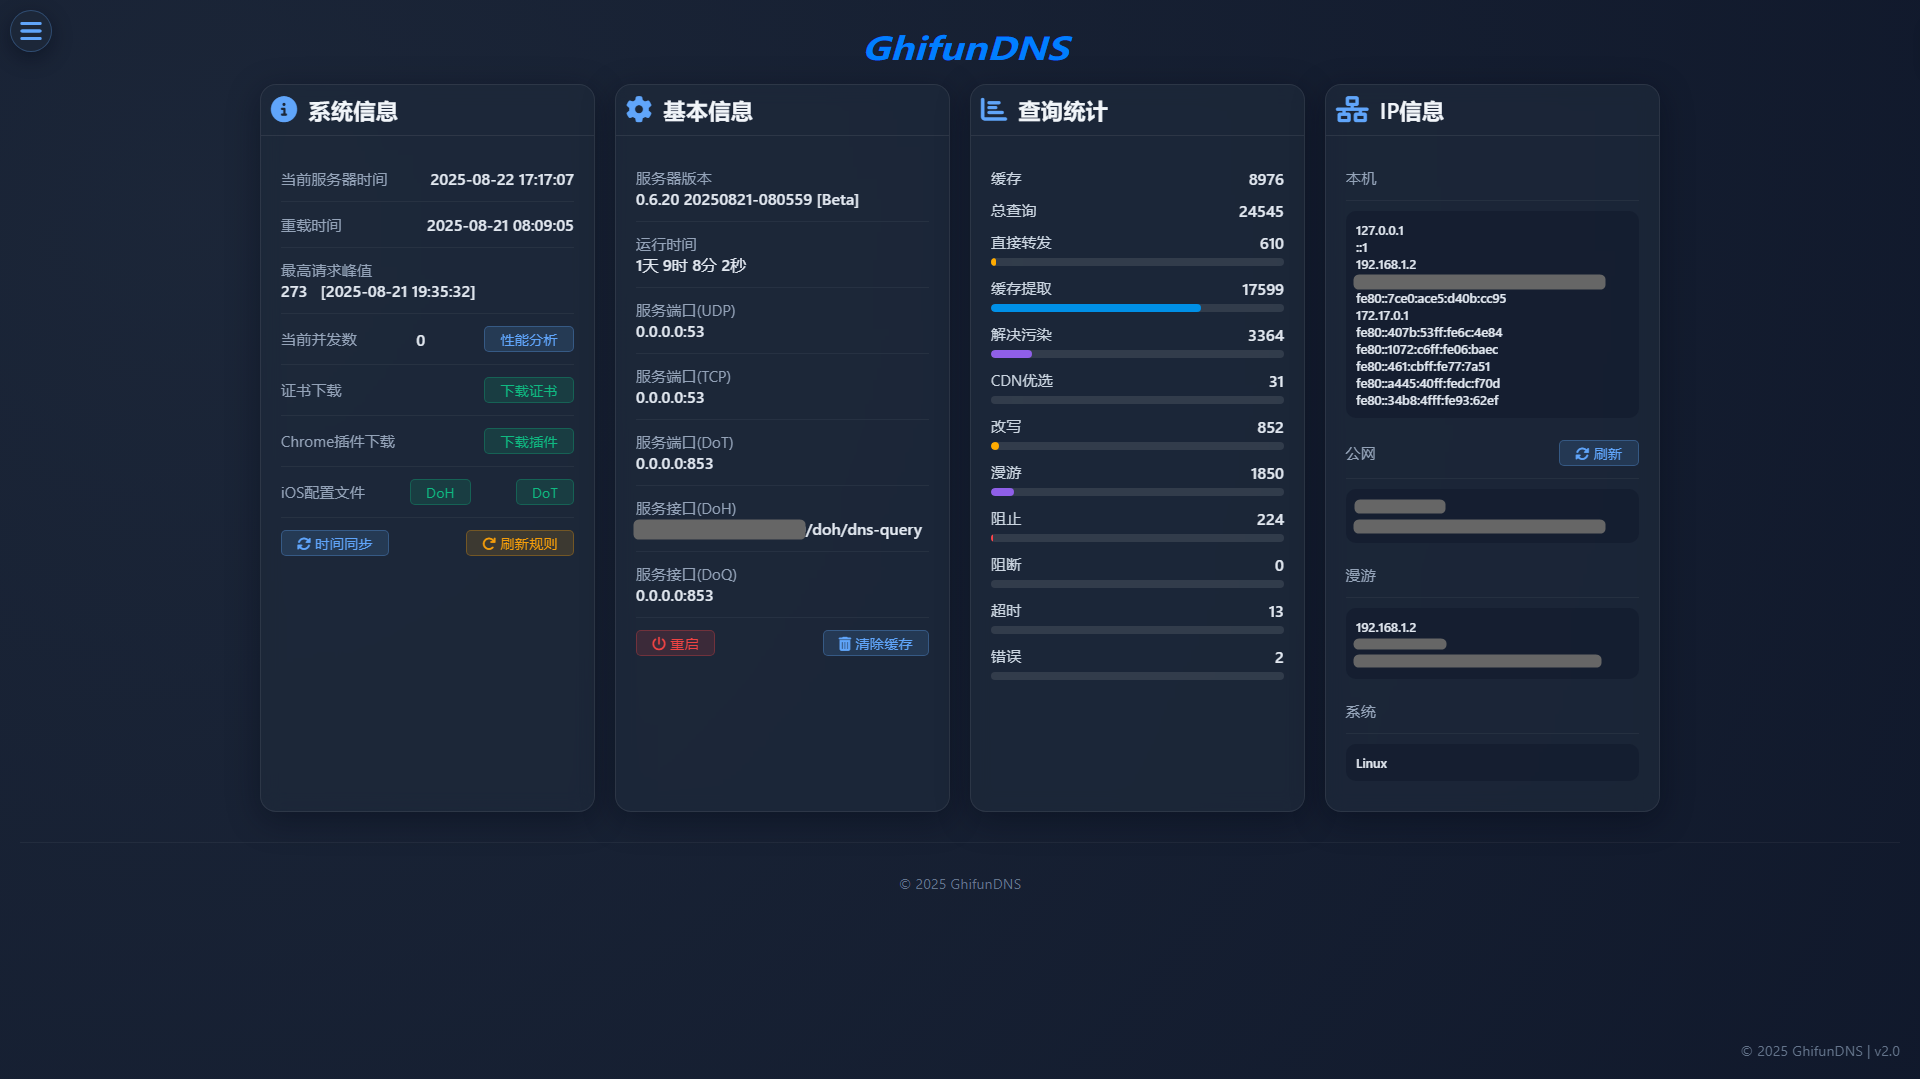 GhifunDNS
系统信息
当前服务器时间 2025-08-22 17:17:07
重载时间 2025-08-21 08:09:05
最高请求峰值
273 [2025-08-21 19:35:32]
当前并发数 0 性能分析
证书下载 下载证书
Chrome插件下载 下载插件
iOS配置文件 DoH DoT
时间同步 刷新规则
基本信息
服务器版本
0.6.20 20250821-080559 [Beta]
运行时间
1天 9时 8分 2秒
服务端口(UDP)
0.0.0.0:53
服务端口(TCP)
0.0.0.0:53
服务端口(DoT)
0.0.0.0:853
服务接口(DoH)
/doh/dns-query
服务接口(DoQ)
0.0.0.0:853
重启 清除缓存
查询统计
缓存 8976
总查询 24545
直接转发 610
缓存提取 17599
解决污染 3364
CDN优选 31
改写 852
漫游 1850
阻止 224
阻断 0
超时 13
错误 2
IP信息
本机
127.0.0.1
::1
192.168.1.2
fe80::7ce0:ace5:d40b:cc95
172.17.0.1
fe80::407b:53ff:fe6c:4e84
fe80::1072:c6ff:fe06:baec
fe80::461:cbff:fe77:7a51
fe80::a445:40ff:fedc:f70d
fe80::34b8:4fff:fe93:62ef
公网 刷新
漫游
192.168.1.2
系统
Linux
© 2025 GhifunDNS
© 2025 GhifunDNS | v2.0